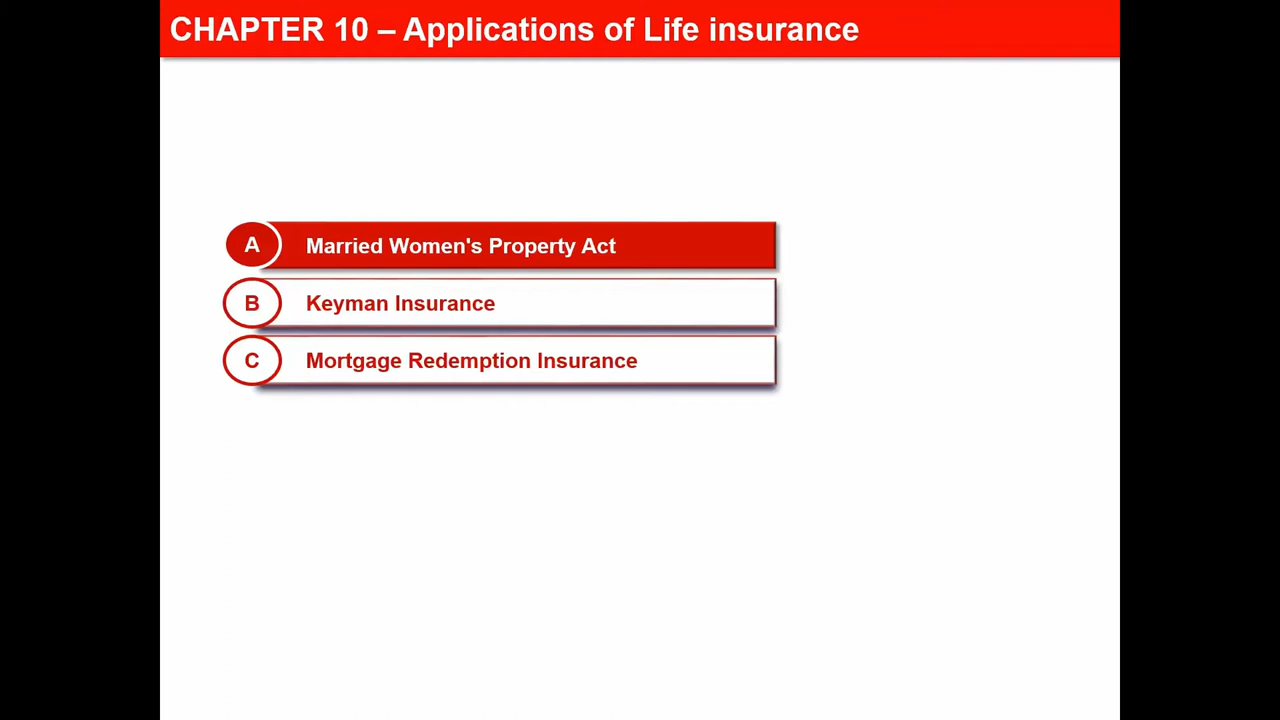 CHAPTER 10 – Applications of Life insurance
A Married Women's Property Act
B Keyman Insurance
C Mortgage Redemption Insurance